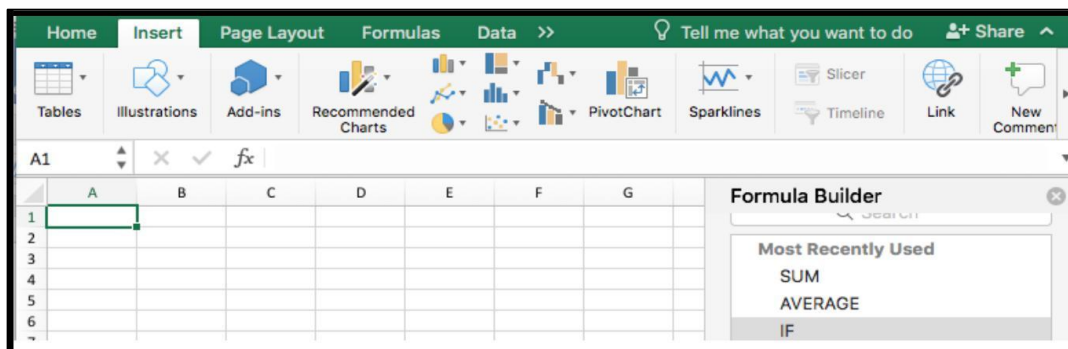 Home Insert Page Layout Formulas Data >> Tell me what you want to do Share
Tables Illustrations Add-ins Recommended Charts PivotChart Sparklines Slicer Timeline Link New Comment
A1 fx
A B C D E F G Formula Builder
1 Search
2
3 Most Recently Used
4 SUM
5 AVERAGE
6 IF